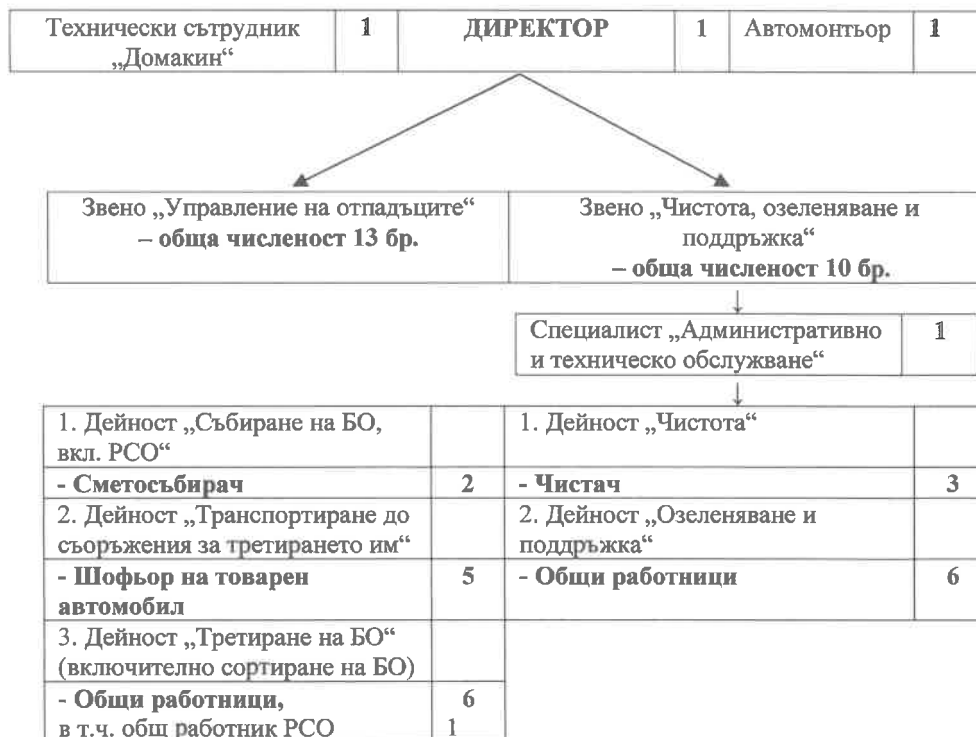 Технически сътрудник „Домакин“ 1 ДИРЕКТОР 1 Автомонтьор 1
Звено „Управление на отпадъците“
– обща численост 13 бр.
Звено „Чистота, озеленяване и
поддръжка“
– обща численост 10 бр.
↓
Специалист „Административно
и техническо обслужване“ 1
↓
1. Дейност „Събиране на БО,
вкл. РСО“
- Сметосъбирач 2
2. Дейност „Транспортиране до
съоръжения за третирането им“
- Шофьор на товарен
автомобил 5
3. Дейност „Третиране на БО“
(включително сортиране на БО)
- Общи работници, 6
в т.ч. общ работник РСО 1
1. Дейност „Чистота“
- Чистач 3
2. Дейност „Озеленяване и
поддръжка“
- Общи работници 6